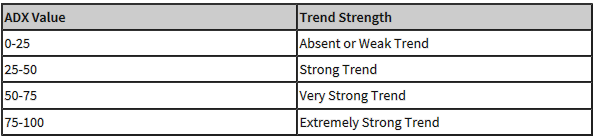 ADX Value Trend Strength
0-25 Absent or Weak Trend
25-50 Strong Trend
50-75 Very Strong Trend
75-100 Extremely Strong Trend